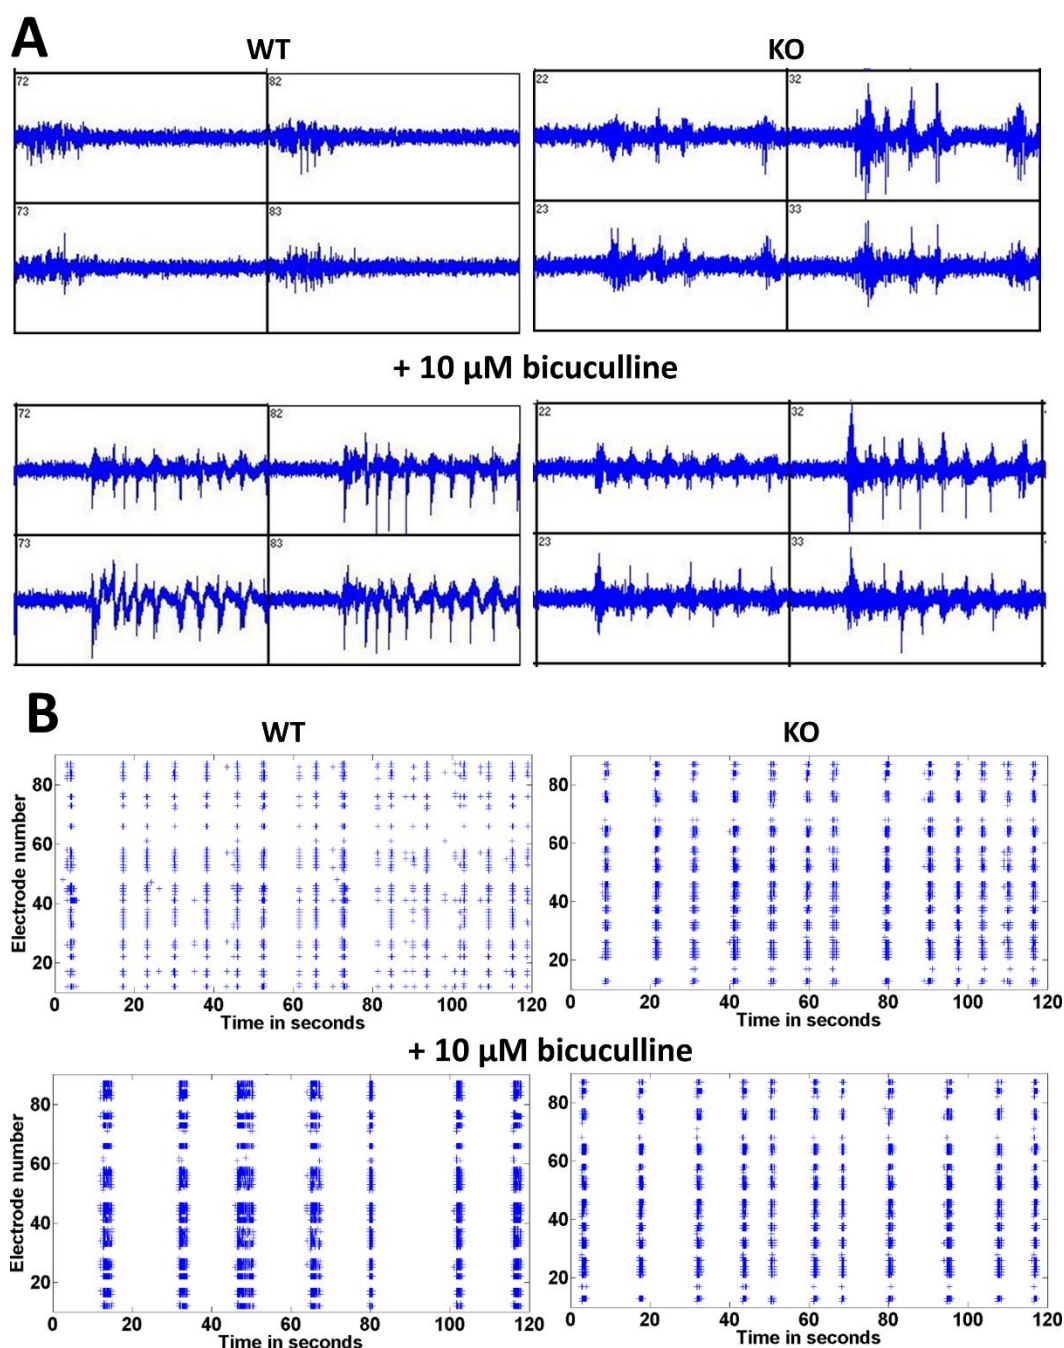 A
WT KO
72 82 22 32
73 83 23 33
+ 10 µM bicuculline
72 82 22 32
73 83 23 33
B
WT KO
80 80
60 60
40 40
20 20
Electrode number
0 20 40 60 80 100 120 0 20 40 60 80 100 120
Time in seconds Time in seconds
+ 10 µM bicuculline
80 80
60 60
40 40
20 20
Electrode number
0 20 40 60 80 100 120 0 20 40 60 80 100 120
Time in seconds Time in seconds